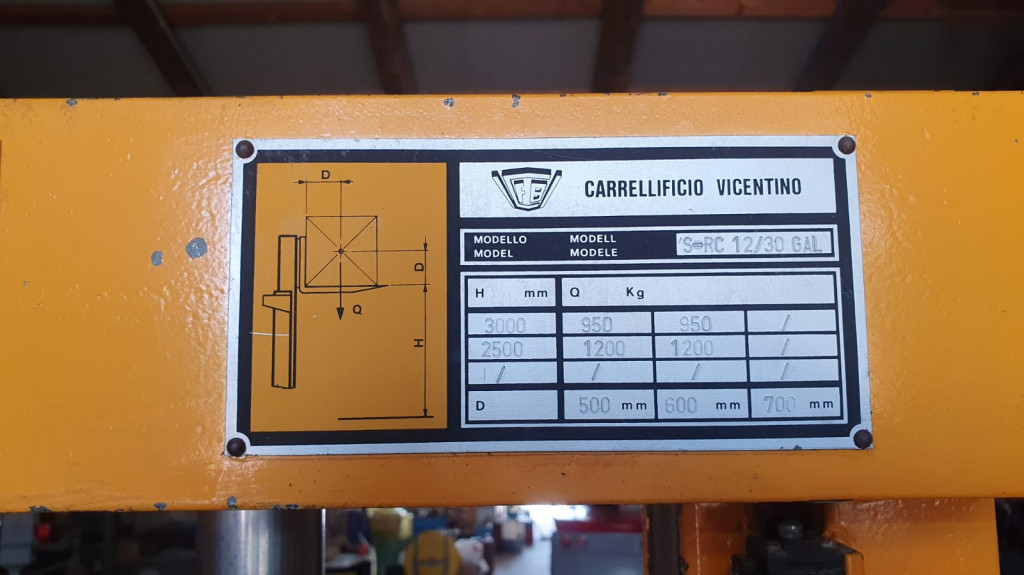 D
D
Q
H
CARRELLIFICIO VICENTINO
MODELLO MODELL
MODEL MODELE
S-RC 12/30 GAL
H mm Q Kg
3000 950 950 /
2500 1200 1200 /
/ / / /
D 500 mm 600 mm 700 mm